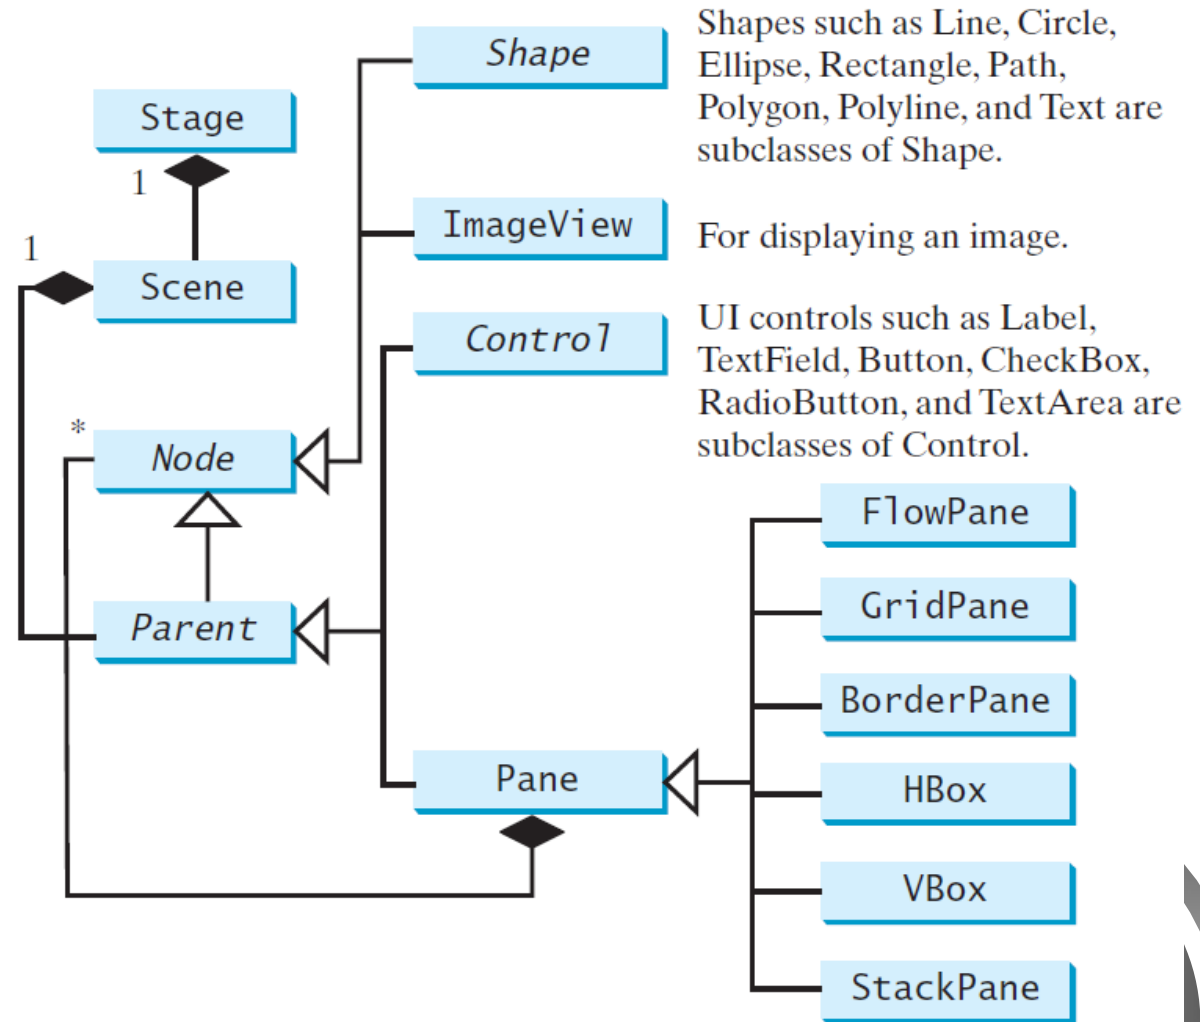 Shape
Shapes such as Line, Circle,
Ellipse, Rectangle, Path,
Polygon, Polyline, and Text are
subclasses of Shape.
Stage
1
ImageView
For displaying an image.
1
Scene
Control
UI controls such as Label,
TextField, Button, CheckBox,
RadioButton, and TextArea are
subclasses of Control.
*
Node
FlowPane
GridPane
Parent
BorderPane
Pane
HBox
VBox
StackPane